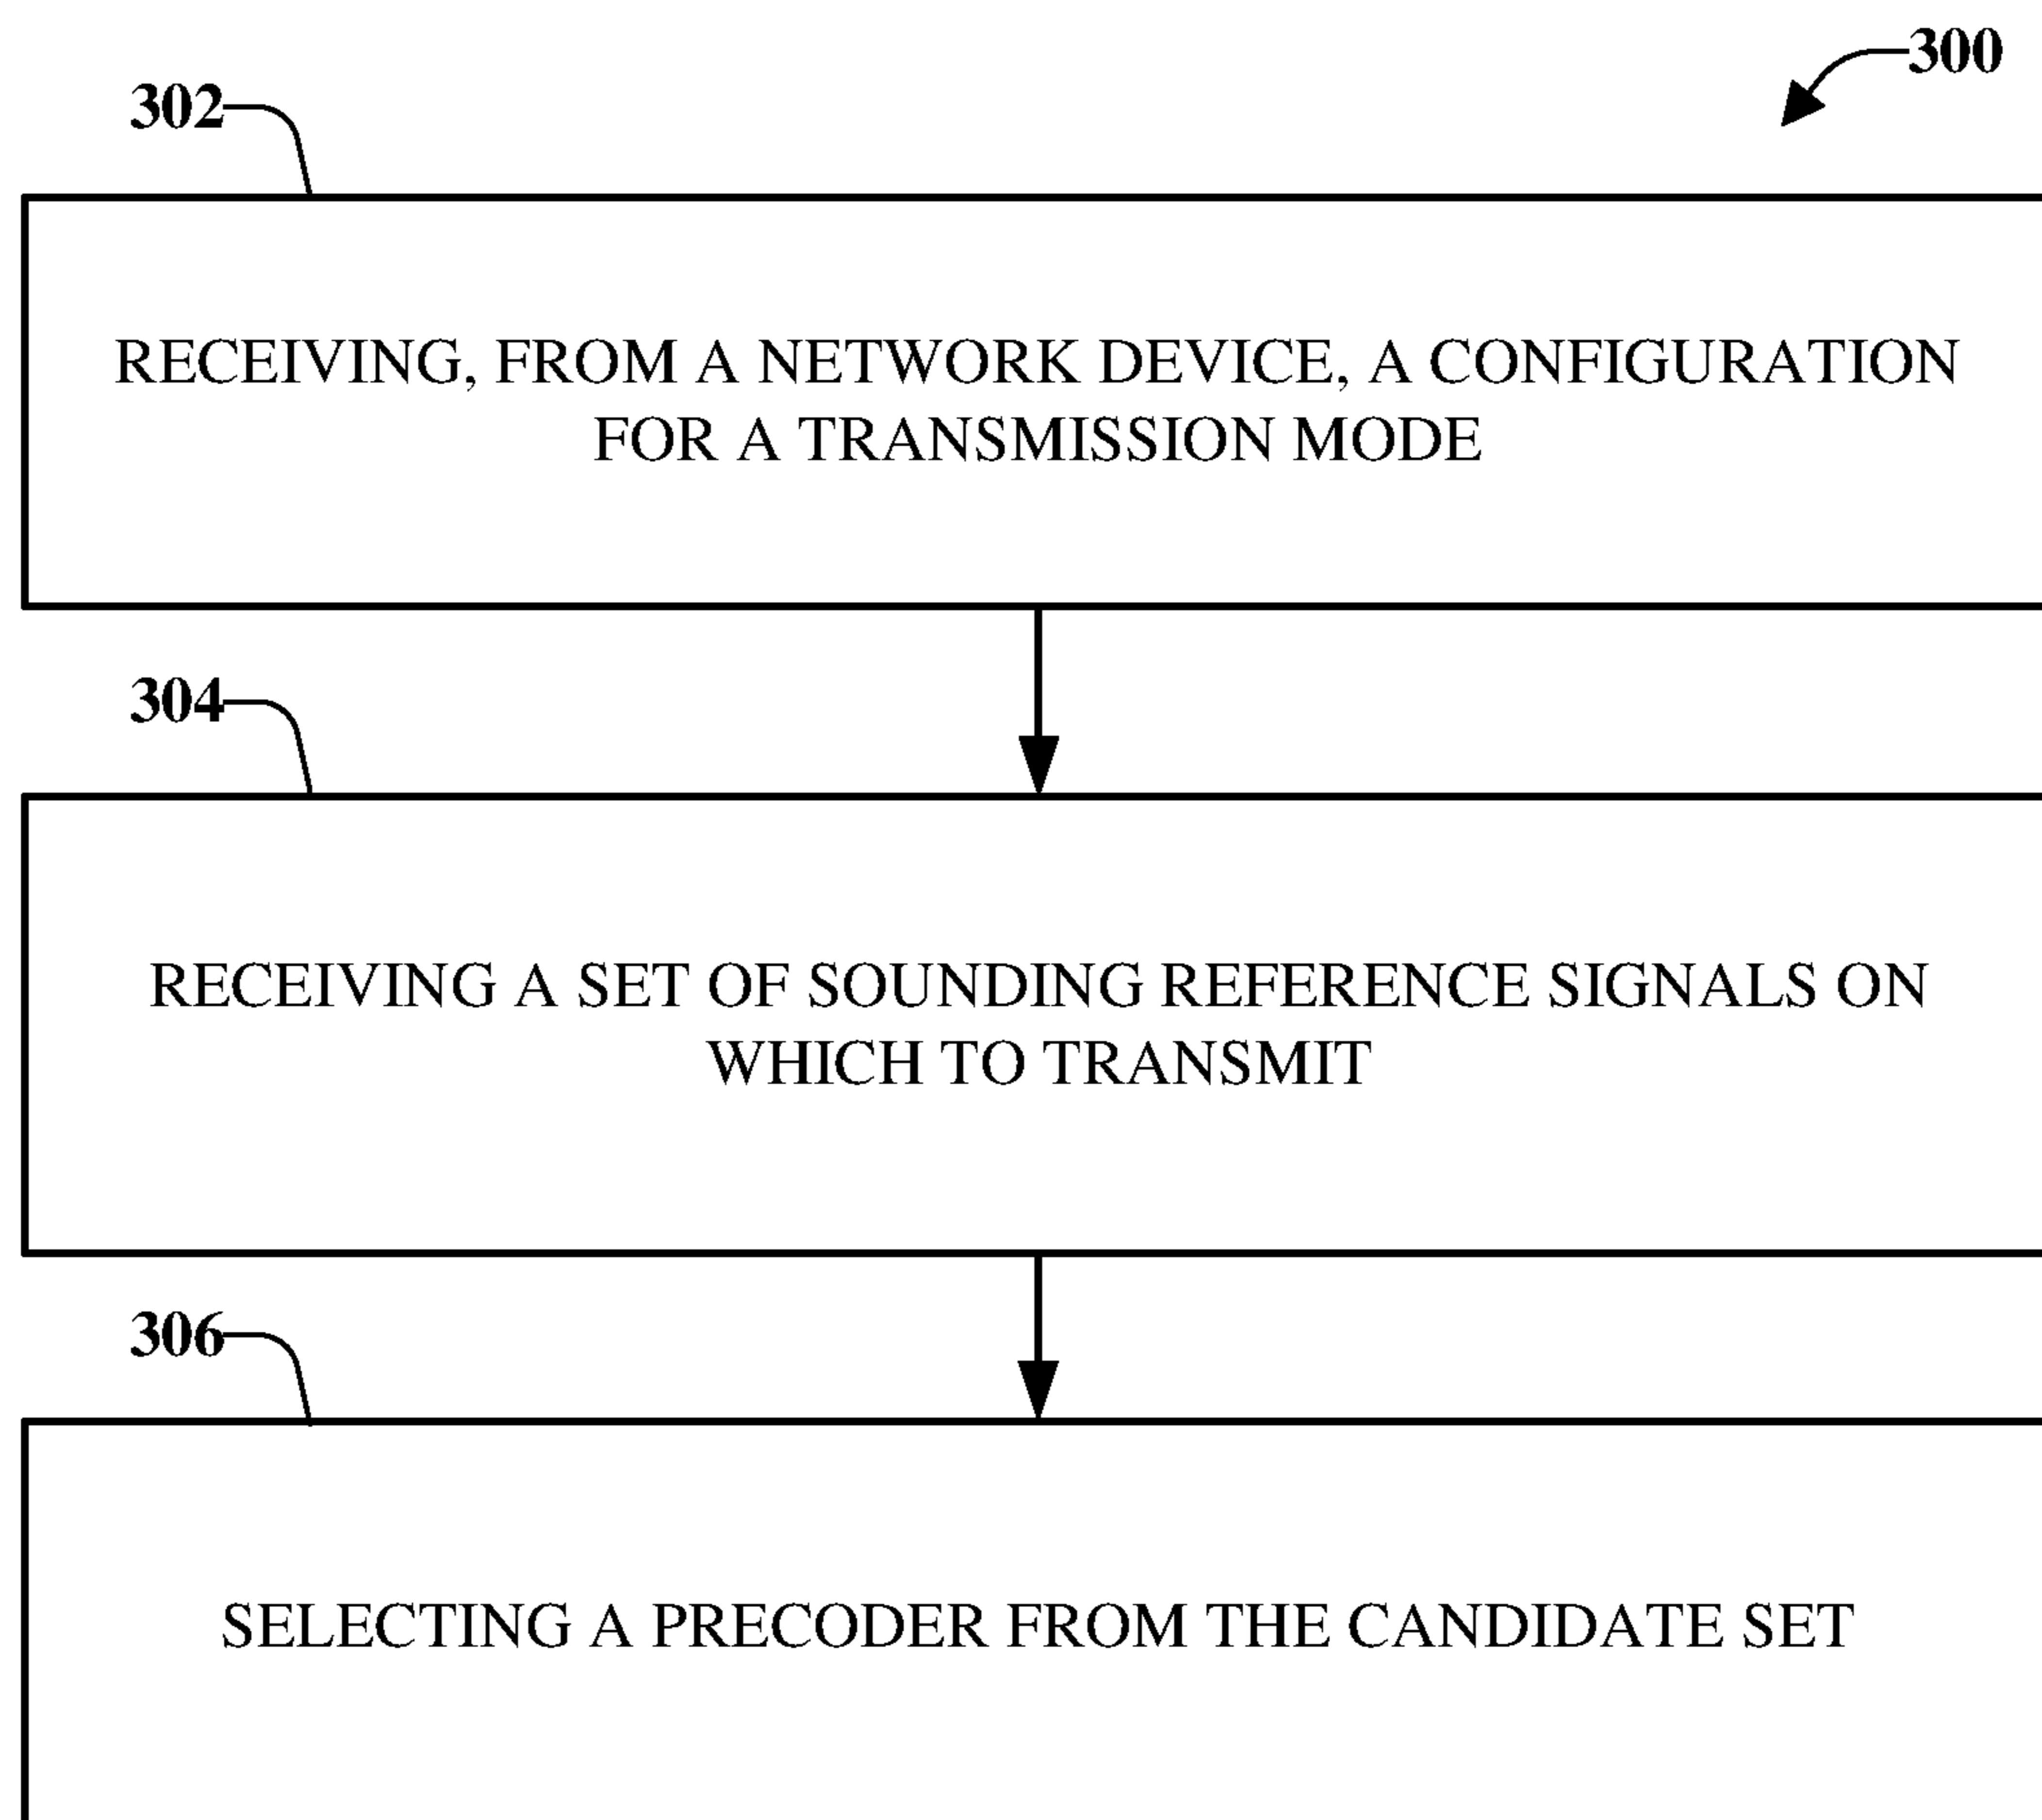 300
302
RECEIVING, FROM A NETWORK DEVICE, A CONFIGURATION
FOR A TRANSMISSION MODE
304
RECEIVING A SET OF SOUNDING REFERENCE SIGNALS ON
WHICH TO TRANSMIT
306
SELECTING A PRECODER FROM THE CANDIDATE SET